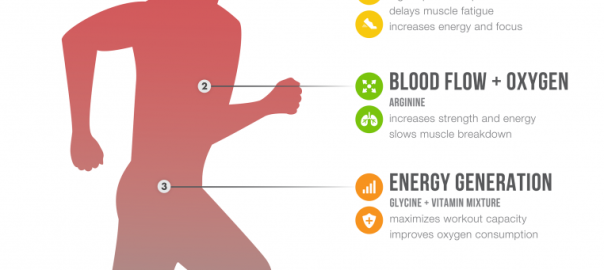 delays muscle fatigue
increases energy and focus
2
BLOOD FLOW + OXYGEN
ARGININE
increases strength and energy
slows muscle breakdown
3
ENERGY GENERATION
GLYCINE + VITAMIN MIXTURE
maximizes workout capacity
improves oxygen consumption